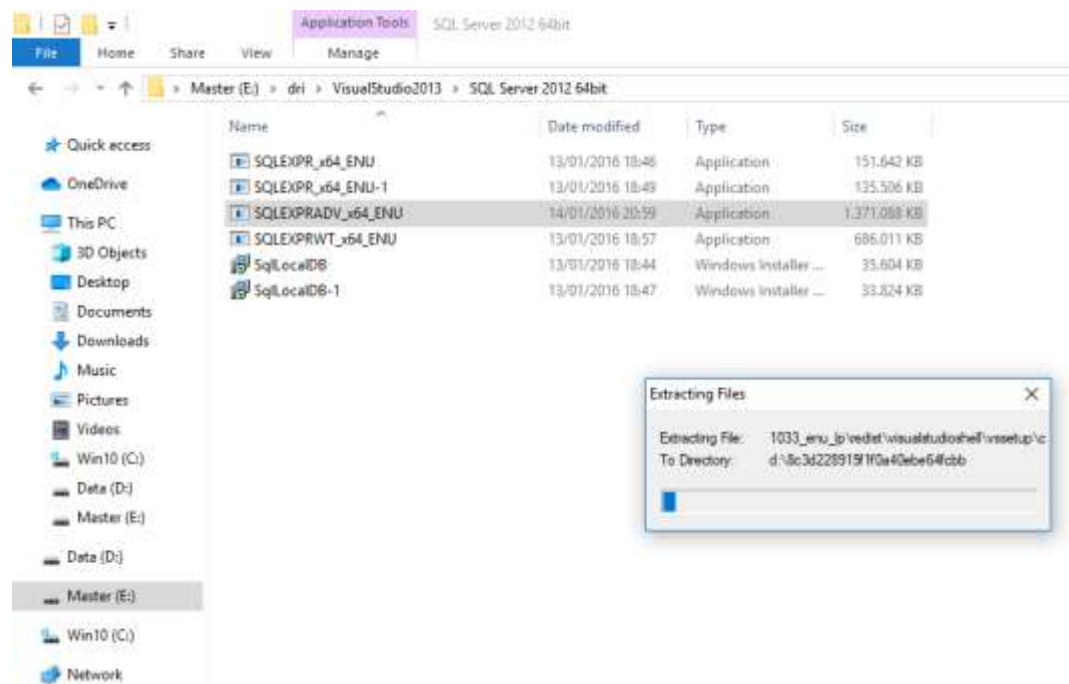 Application Tools SQL Server 2012 64bit
File Home Share View Manage
Master (E:) › dri › VisualStudio2013 › SQL Server 2012 64bit
Name Date modified Type Size
Quick access
OneDrive
This PC
3D Objects
Desktop
Documents
Downloads
Music
Pictures
Videos
Win10 (C:)
Data (D:)
Master (E:)
Data (D:)
Master (E:)
Win10 (C:)
Network
SQLEXPR_x64_ENU 13/01/2016 18:46 Application 151.642 KB
SQLEXPR_x64_ENU-1 13/01/2016 18:49 Application 135.506 KB
SQLEXPRADV_x64_ENU 14/01/2016 20:59 Application 1.371.088 KB
SQLEXPRWT_x64_ENU 13/01/2016 18:57 Application 686.011 KB
SqlLocalDB 13/01/2016 18:44 Windows Installer ... 35.604 KB
SqlLocalDB-1 13/01/2016 18:47 Windows Installer ... 33.824 KB
Extracting Files
Extracting File: 1033_enu_lp\redist\visualstudioshell\vssetup\c
To Directory: